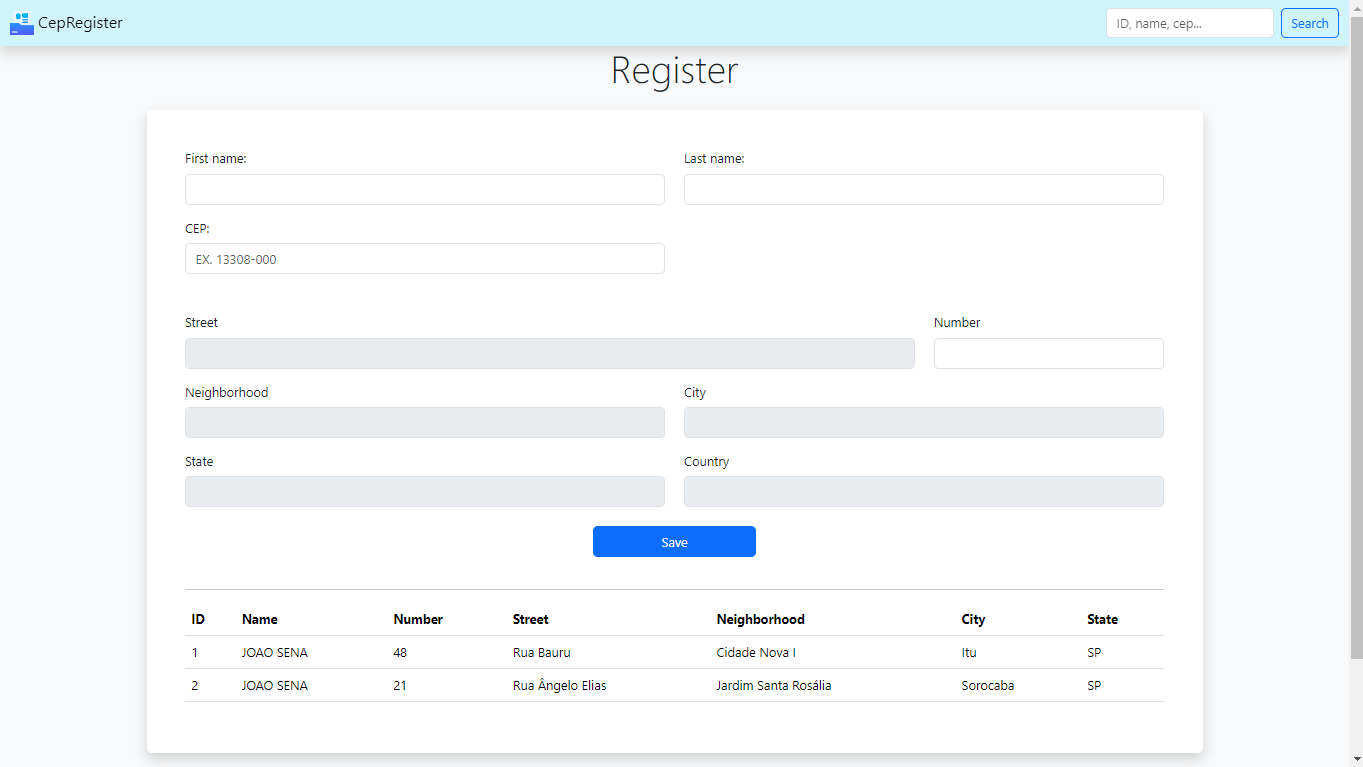 CepRegister
ID, name, cep... Search
Register
First name: Last name:
CEP:
EX. 13308-000
Street Number
Neighborhood City
State Country
Save
ID Name Number Street Neighborhood City State
1 JOAO SENA 48 Rua Bauru Cidade Nova I Itu SP
2 JOAO SENA 21 Rua Ângelo Elias Jardim Santa Rosália Sorocaba SP